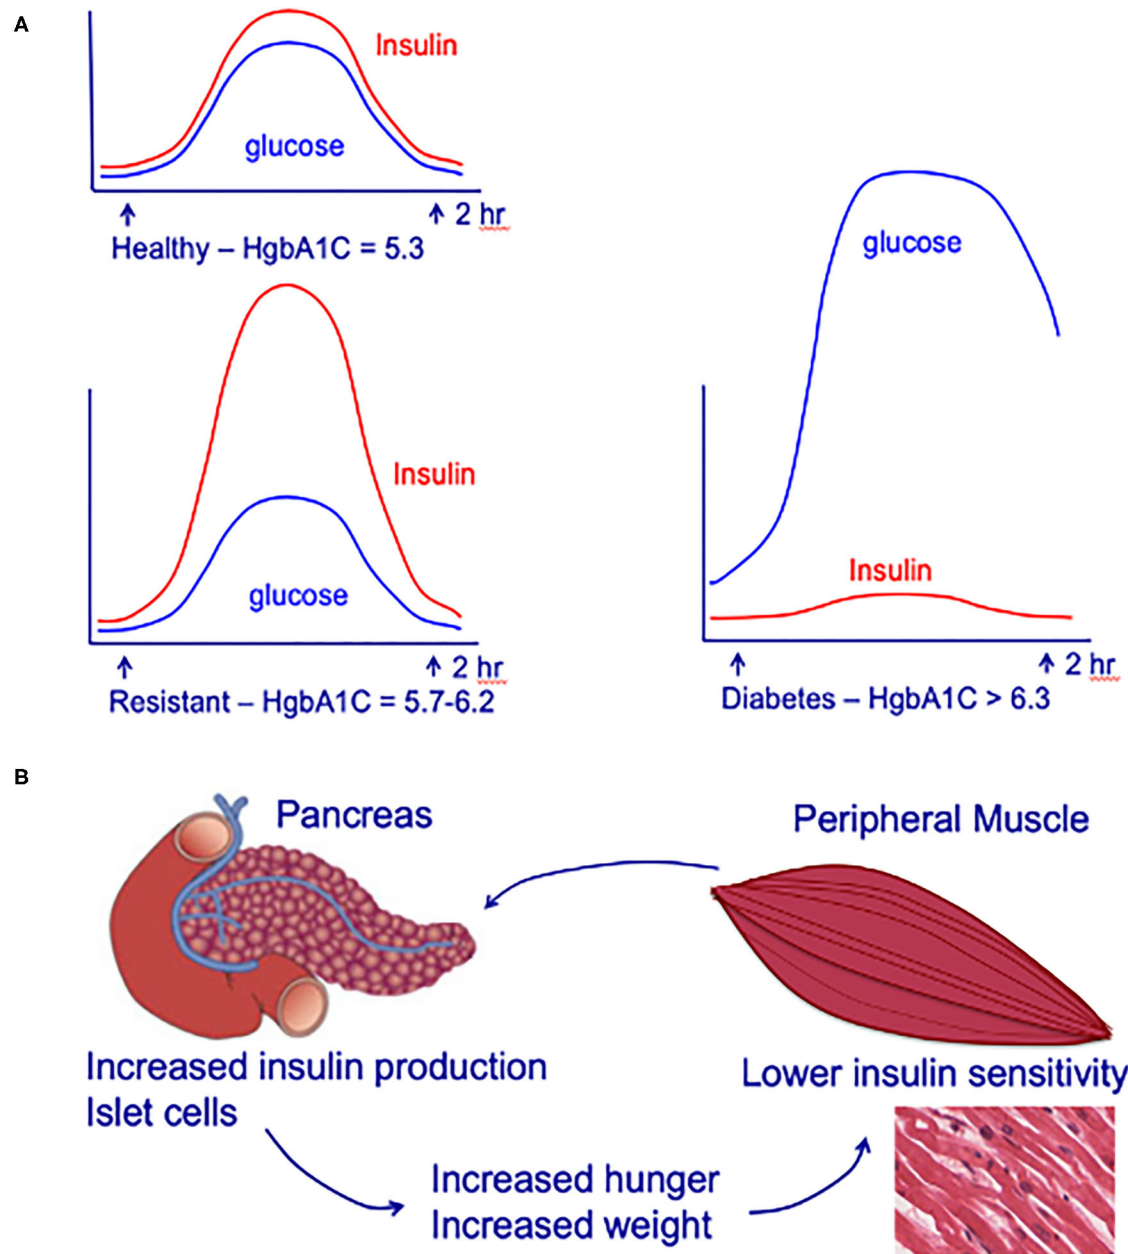 A
Insulin
glucose
2 hr
Healthy – HgbA1C = 5.3
Insulin
glucose
2 hr
Resistant – HgbA1C = 5.7-6.2
glucose
Insulin
2 hr
Diabetes – HgbA1C > 6.3
B
Pancreas
Peripheral Muscle
Increased insulin production
Islet cells
Lower insulin sensitivity
Increased hunger
Increased weight